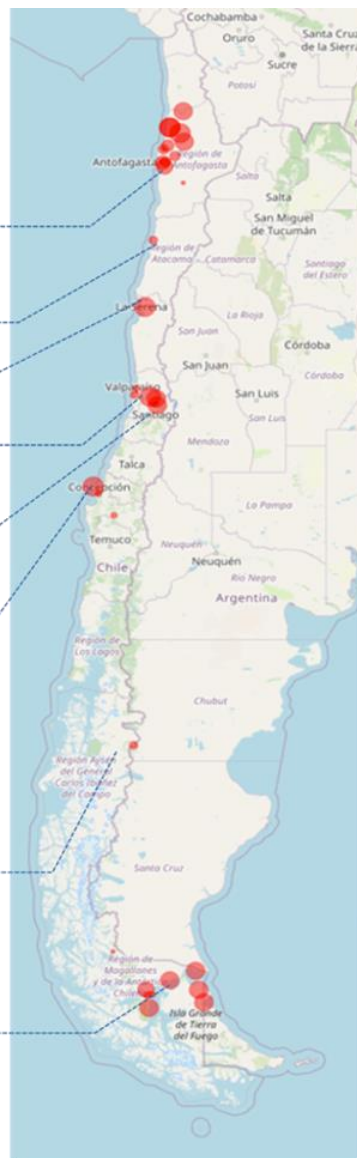 Cochabamba
Oruro
Santa Cruz
de la Sierra
Sucre
Potosí
Antofagasta
Región de
Antofagasta
Salta
Salta
San Miguel
de Tucumán
Región de
Atacama
Catamarca
Santiago
del Estero
La Serena
La Rioja
San Juan
Córdoba
San Juan
Córdoba
Valparaíso
San Luis
Santiago
San Luis
Mendoza
Talca
Concepción
La Pampa
Temuco
Neuquén
Neuquén
Chile
Río Negro
Argentina
Región de
Los Lagos
Chubut
Región Aysén
del General
Carlos Ibáñez
del Campo
Santa Cruz
Región de
Magallanes
y de la Antártica
Chilena
Isla Grande
de Tierra
del Fuego